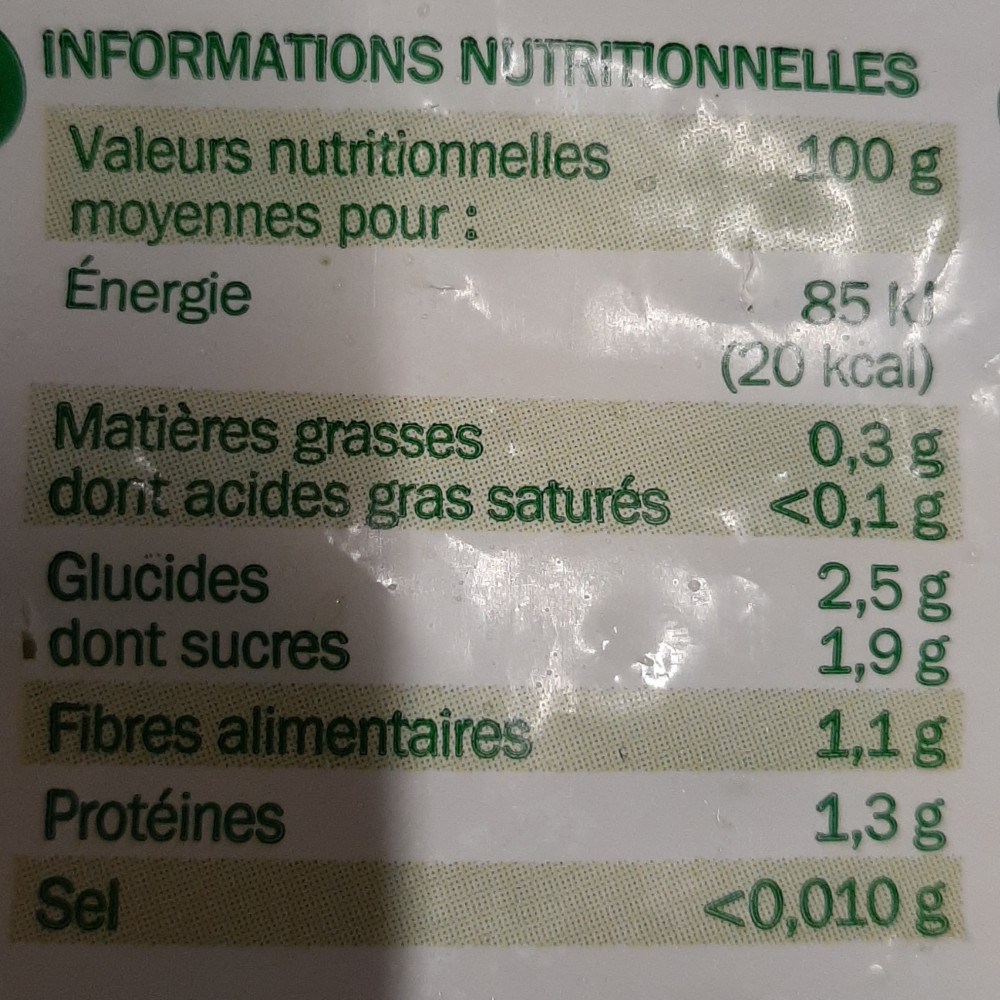 INFORMATIONS NUTRITIONNELLES
Valeurs nutritionnelles 100 g
moyennes pour :
Énergie 85 kJ
(20 kcal)
Matières grasses 0,3 g
dont acides gras saturés <0,1 g
Glucides 2,5 g
dont sucres 1,9 g
Fibres alimentaires 1,1 g
Protéines 1,3 g
Sel <0,010 g